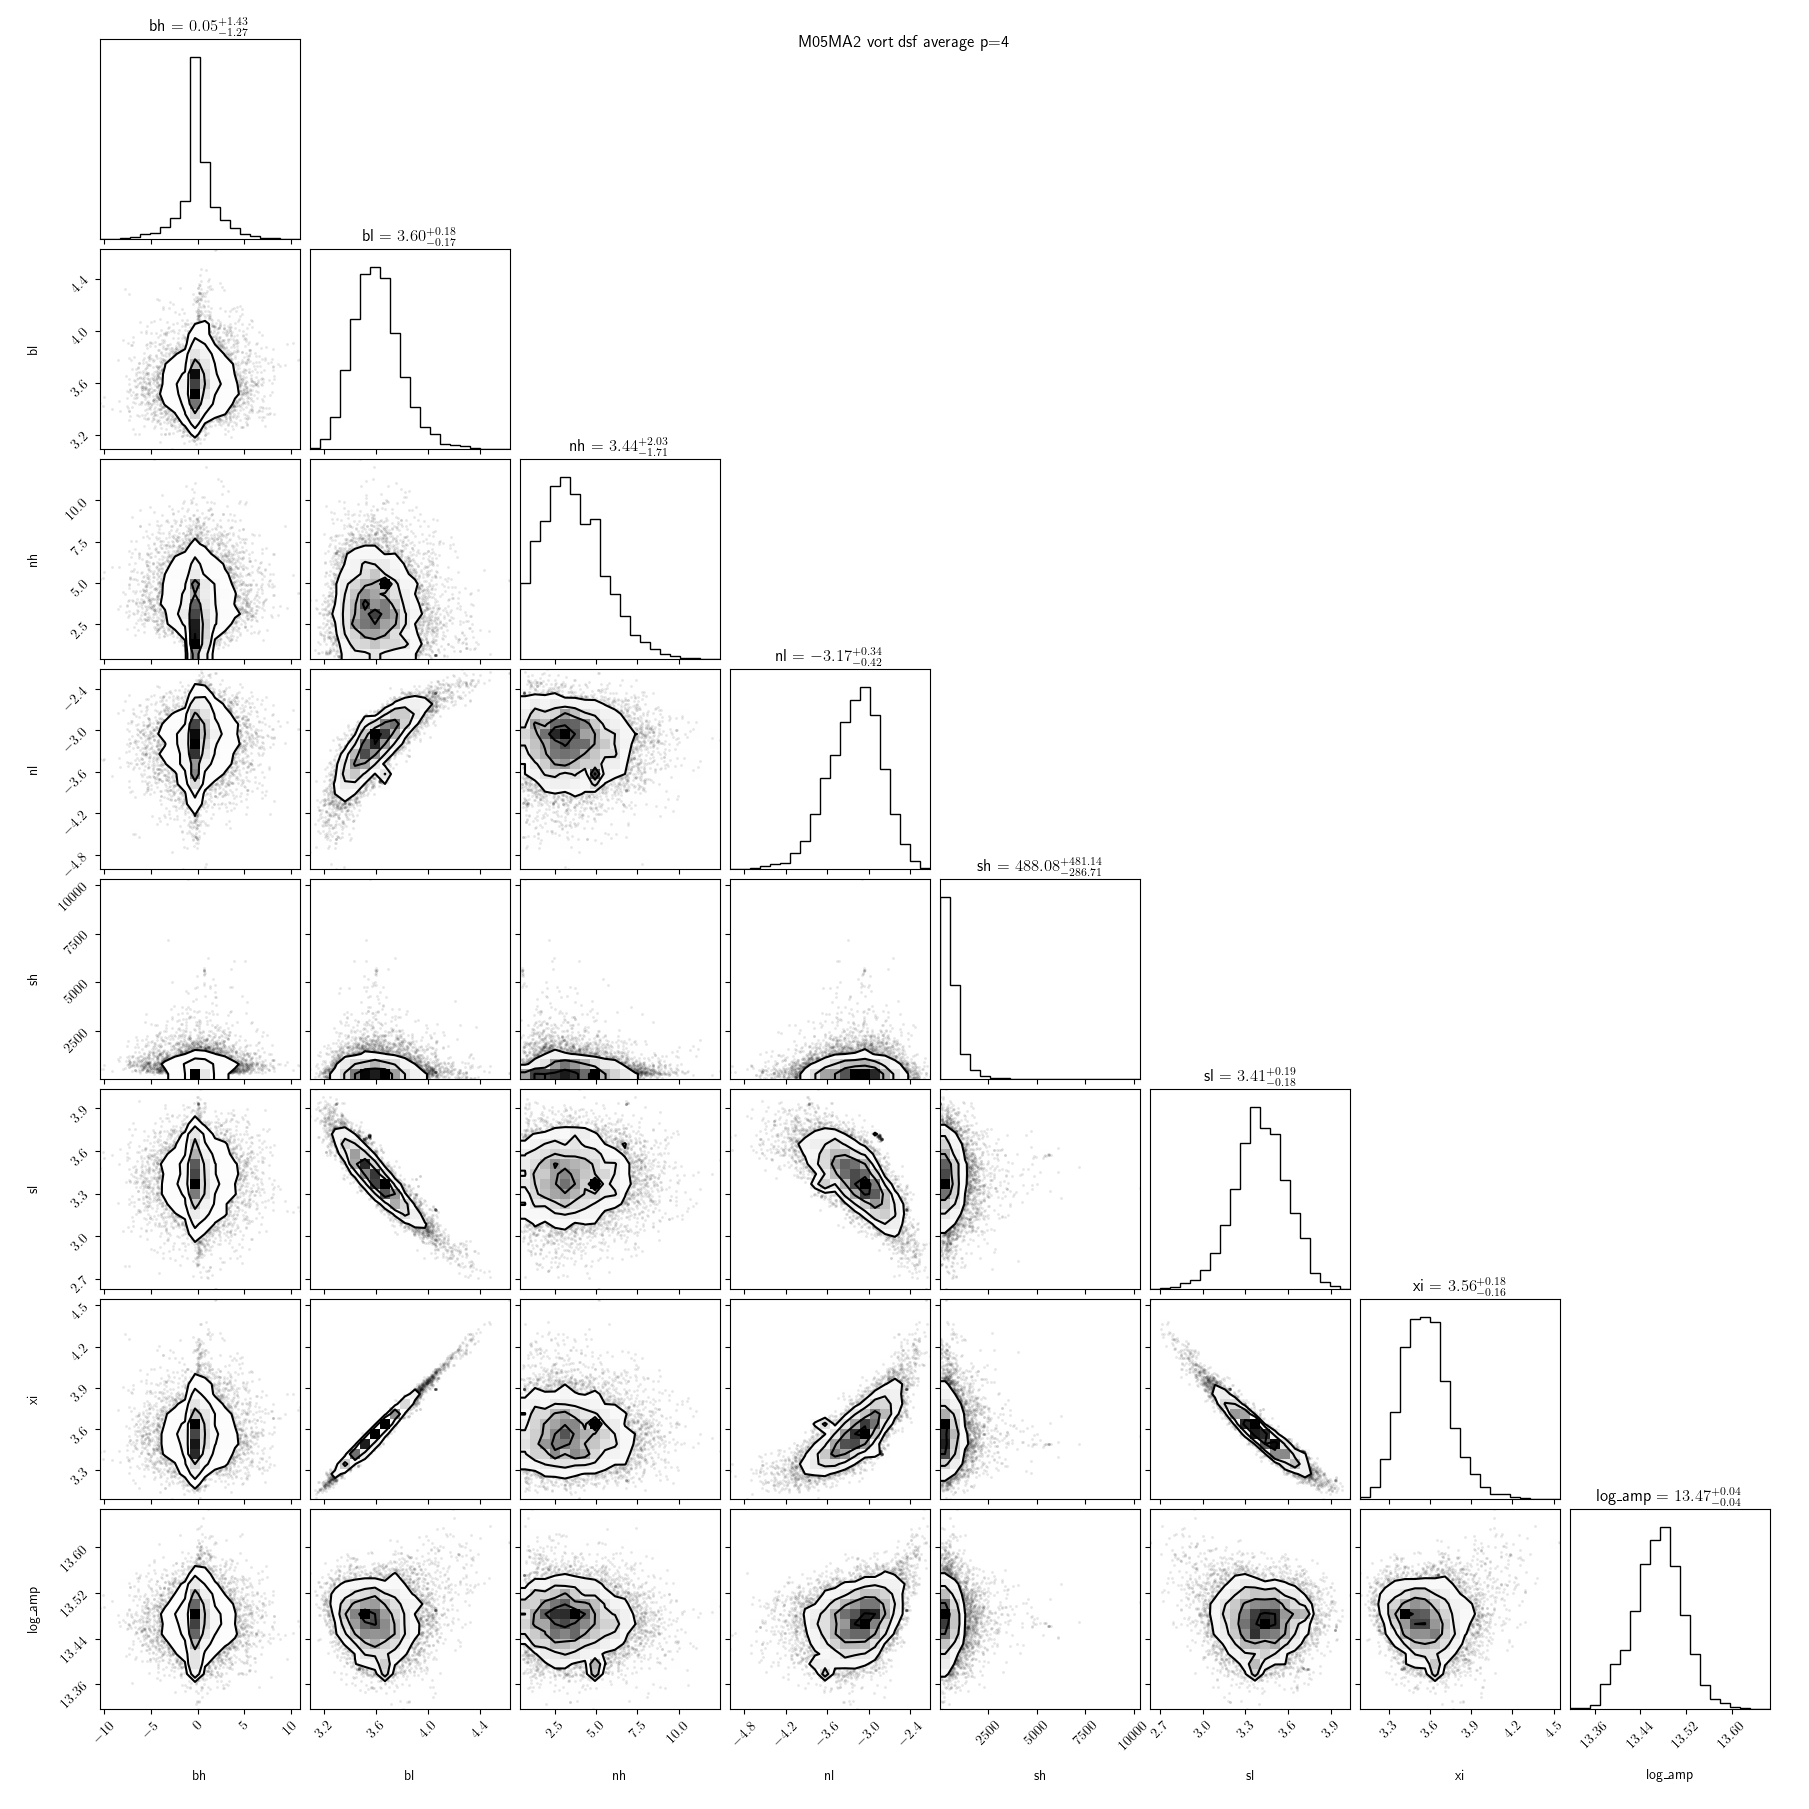 M05MA2 vort dsf average p=4
bh = 0.05 +1.43 −1.27
bl = 3.60 +0.18 −0.17
bl
4.4
4.0
3.6
3.2
nh = 3.44 +2.03 −1.71
nh
10.0
7.5
5.0
2.5
nl = −3.17 +0.34 −0.42
nl
−2.4
−3.0
−3.6
−4.2
−4.8
sh = 488.08 +481.14 −286.71
sh
10000
7500
5000
2500
sl = 3.41 +0.19 −0.18
sl
3.9
3.6
3.3
3.0
2.7
xi = 3.56 +0.18 −0.16
xi
4.5
4.2
3.9
3.6
3.3
log_amp = 13.47 +0.04 −0.04
log_amp
13.60
13.52
13.44
13.36
−10 −5 0 5 10
3.2 3.6 4.0 4.4
2.5 5.0 7.5 10.0
−4.8 −4.2 −3.6 −3.0 −2.4
2500 5000 7500 10000
2.7 3.0 3.3 3.6 3.9
3.3 3.6 3.9 4.2 4.5
13.36 13.44 13.52 13.60
bh bl nh nl sh sl xi log_amp